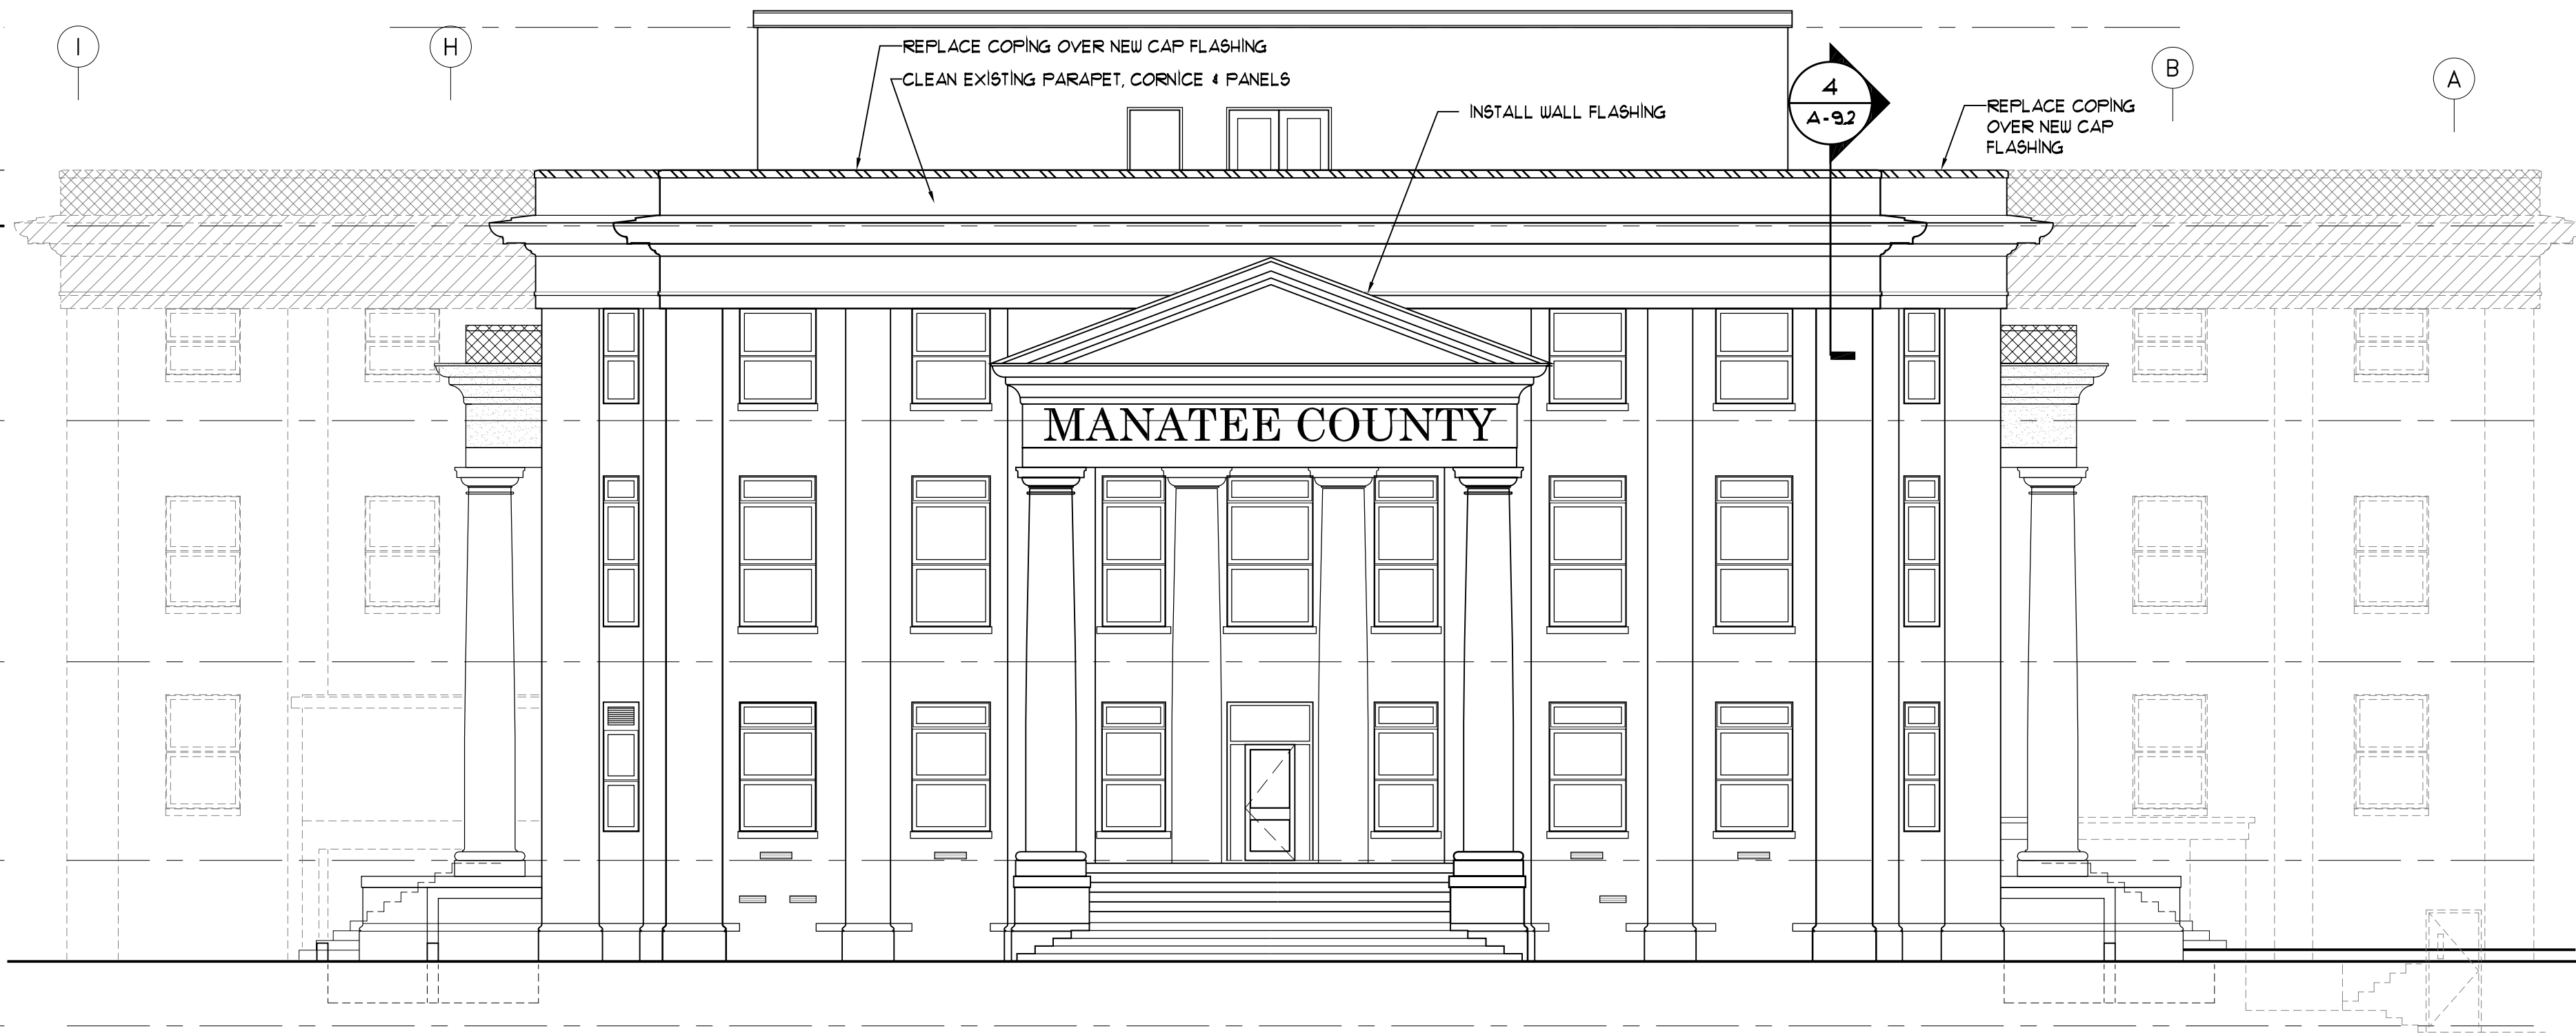 I
H
REPLACE COPING OVER NEW CAP FLASHING
CLEAN EXISTING PARAPET, CORNICE & PANELS
INSTALL WALL FLASHING
4
A-9.2
REPLACE COPING
OVER NEW CAP
FLASHING
B
A
MANATEE COUNTY